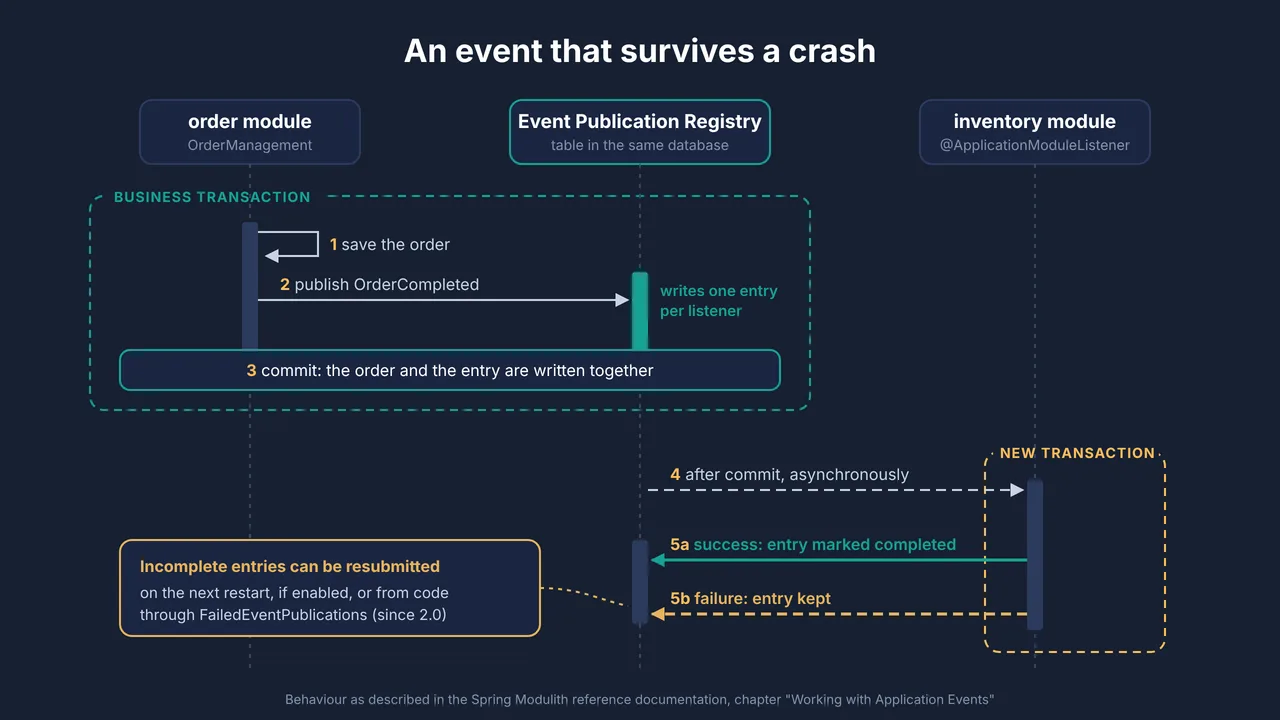 An event that survives a crash
order module
OrderManagement
Event Publication Registry
table in the same database
inventory module
@ApplicationModuleListener
BUSINESS TRANSACTION
1 save the order
2 publish OrderCompleted
writes one entry
per listener
3 commit: the order and the entry are written together
NEW TRANSACTION
4 after commit, asynchronously
5a success: entry marked completed
5b failure: entry kept
Incomplete entries can be resubmitted
on the next restart, if enabled, or from code
through FailedEventPublications (since 2.0)
Behaviour as described in the Spring Modulith reference documentation, chapter "Working with Application Events"